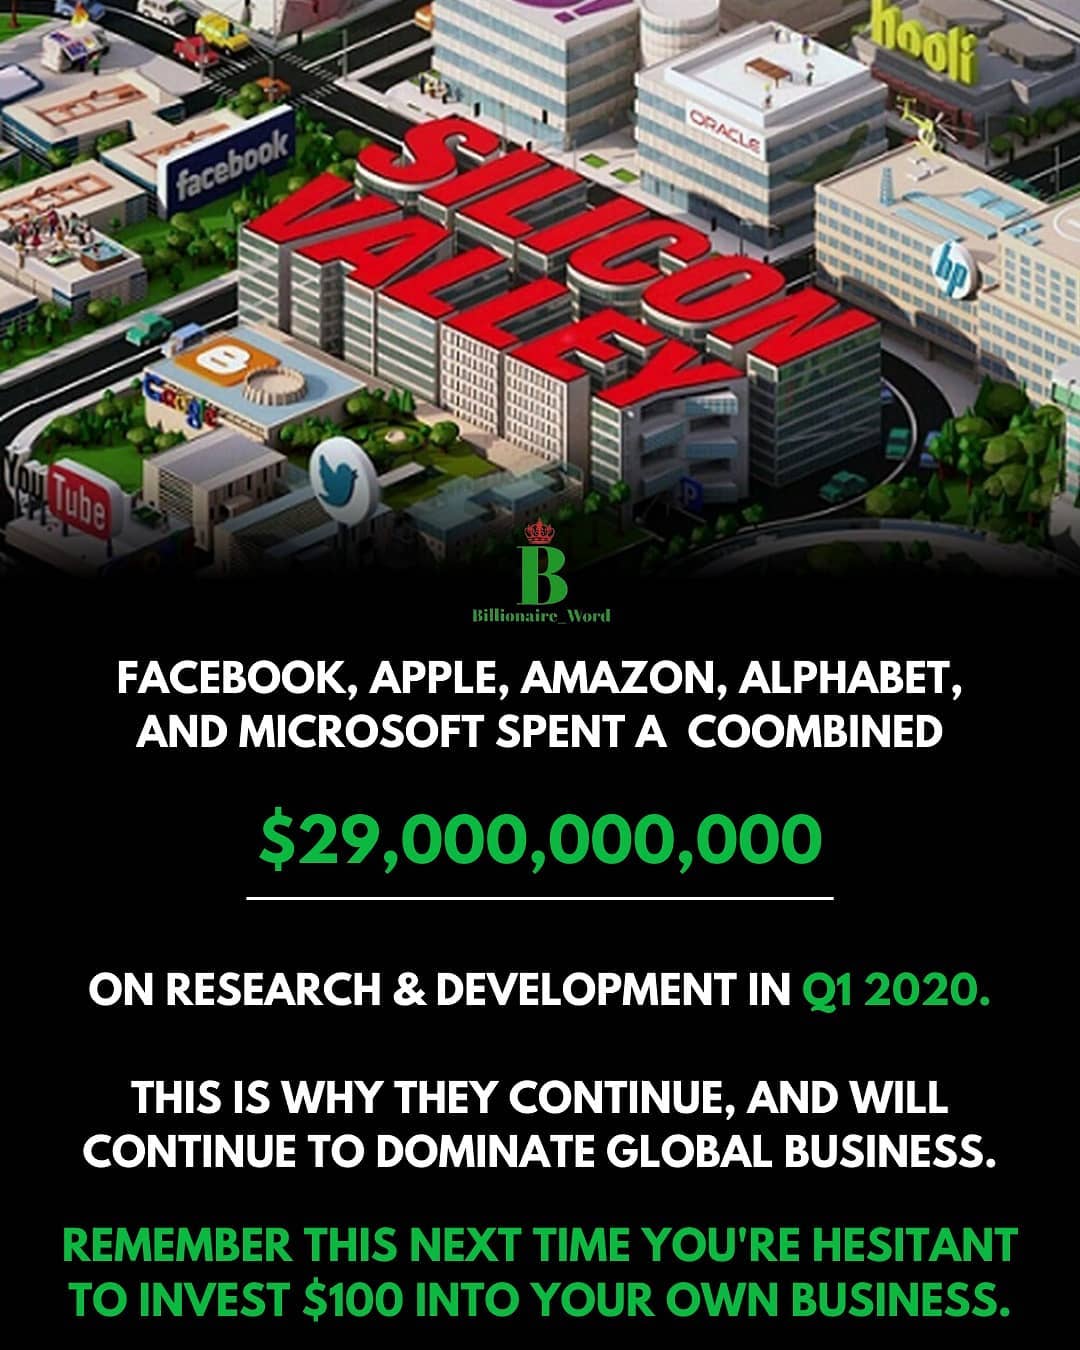 hooli
ORACLE
facebook
SILICON
VALLEY
hp
Google
You
Tube
P
B
Billionaire_Word
FACEBOOK, APPLE, AMAZON, ALPHABET,
AND MICROSOFT SPENT A COOMBINED
$29,000,000,000
ON RESEARCH & DEVELOPMENT IN Q1 2020.
THIS IS WHY THEY CONTINUE, AND WILL
CONTINUE TO DOMINATE GLOBAL BUSINESS.
REMEMBER THIS NEXT TIME YOU'RE HESITANT
TO INVEST $100 INTO YOUR OWN BUSINESS.